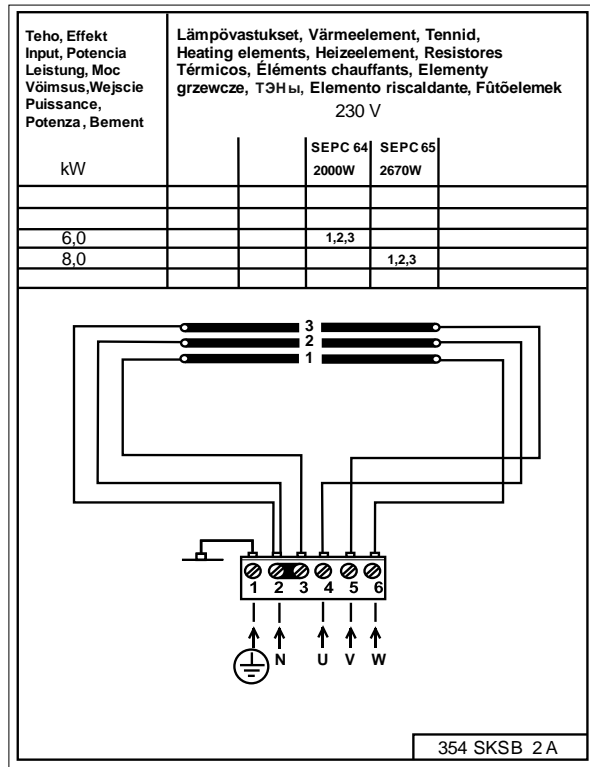 Teho, Effekt
Input, Potencia
Leistung, Moc
Vöimsus,Wejscie
Puissance,
Potenza, Bement
kW
Lämpövastukset, Värmeelement, Tennid,
Heating elements, Heizeelement, Resistores
Térmicos, Éléments chauffants, Elementy
grzewcze, ТЭНы, Elemento riscaldante, Fûtõelemek
230 V
SEPC 64 SEPC 65
2000W 2670W
6,0 1,2,3
8,0 1,2,3
3
2
1
1 2 3 4 5 6
N U V W
354 SKSB 2 A